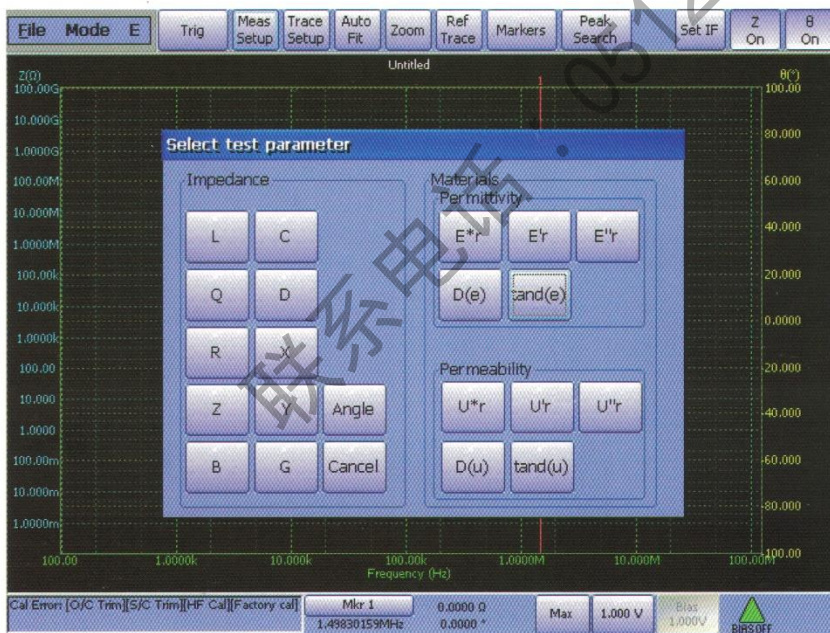 File Mode E Trig Meas Setup Trace Setup Auto Fit Zoom Ref Trace Markers Peak Search Set IF Z On θ On
Untitled
Z(Ω) θ(°)
1
100.00G 100.00
10.000G
80.000
1.0000G
100.00M 60.000
10.000M
40.000
1.0000M
100.00k 20.000
10.000k
0.0000
1.0000k
100.00 -20.000
10.000
-40.000
1.0000
100.00m -60.000
10.000m
-80.000
1.0000m
Select test parameter
Impedance
L C
Q D
R X
Z Y Angle
B G Cancel
Materials
Permittivity
E*r E'r E"r
D(e) tand(e)
Permeability
U*r U'r U"r
D(u) tand(u)
100.00 1.0000k 10.000k 100.00k 1.0000M 10.000M
Frequency (Hz)
Cal Error: [O/C Trim][S/C Trim][HF Cal][Factory cal]
Mkr 1 0.0000 Ω
1.49830159MHz 0.0000 °
Max 1.000 V
Bias 1.000V
BIAS OFF
联系电话：0512